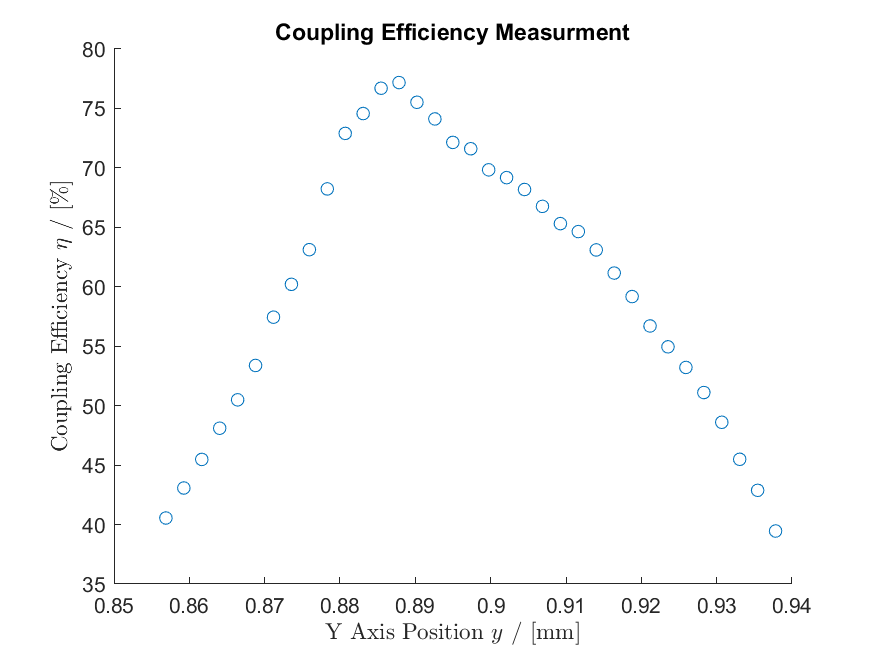 Coupling Efficiency Measurment
80
75
70
65
60
55
50
45
40
35
Coupling Efficiency η / [%]
0.85 0.86 0.87 0.88 0.89 0.9 0.91 0.92 0.93 0.94
Y Axis Position y / [mm]